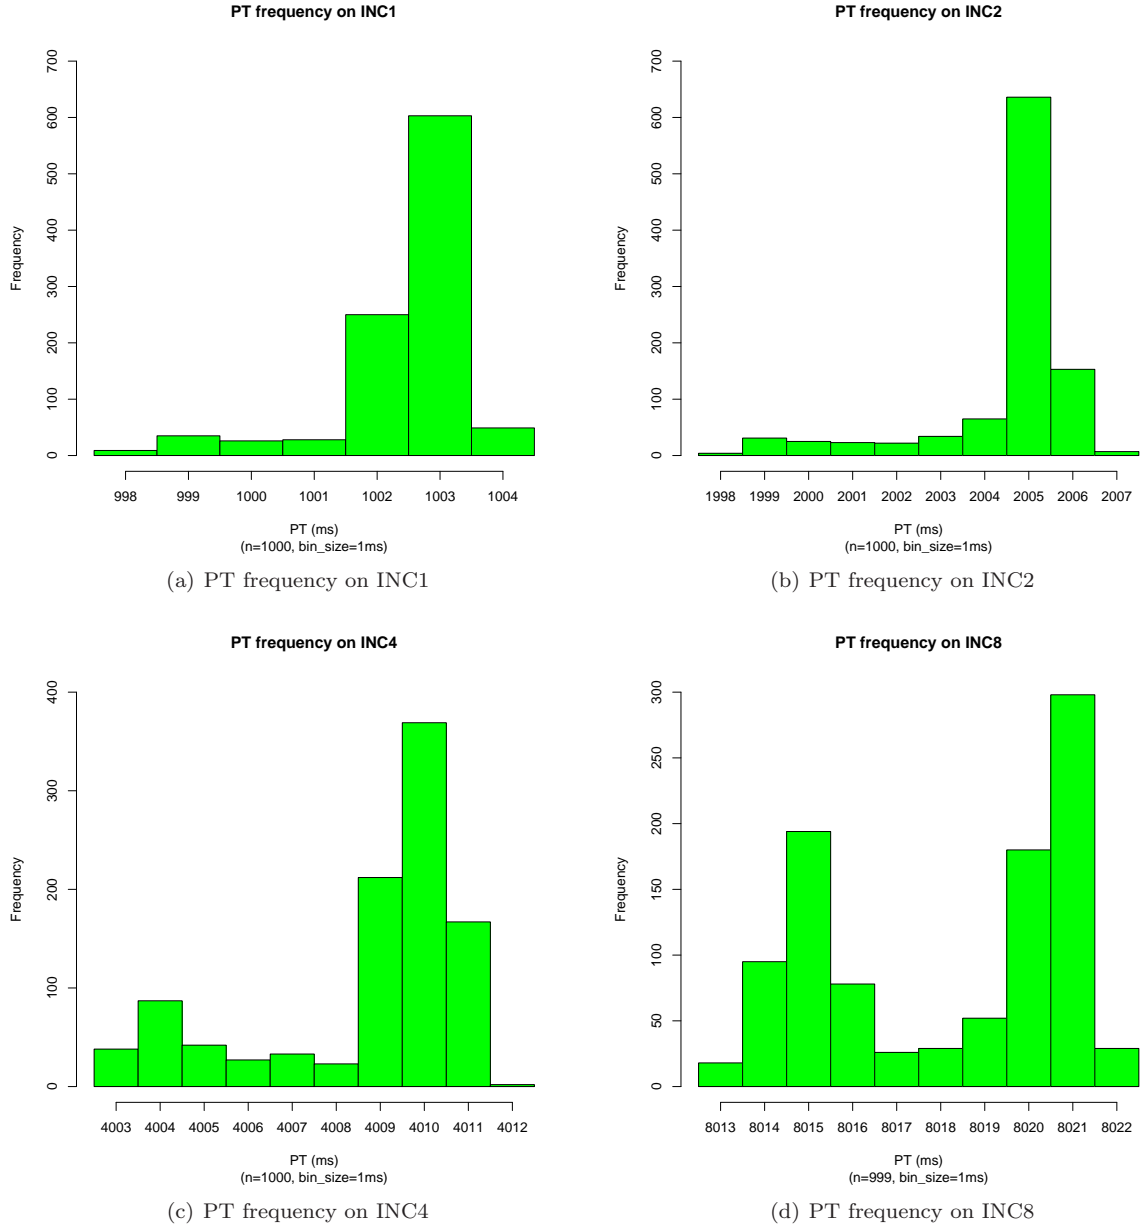 PT frequency on INC1
700
600
500
400
300
200
100
0
Frequency
998 999 1000 1001 1002 1003 1004
PT (ms)
(n=1000, bin_size=1ms)
(a) PT frequency on INC1
PT frequency on INC2
700
600
500
400
300
200
100
0
Frequency
1998 1999 2000 2001 2002 2003 2004 2005 2006 2007
PT (ms)
(n=1000, bin_size=1ms)
(b) PT frequency on INC2
PT frequency on INC4
400
300
200
100
0
Frequency
4003 4004 4005 4006 4007 4008 4009 4010 4011 4012
PT (ms)
(n=1000, bin_size=1ms)
(c) PT frequency on INC4
PT frequency on INC8
300
250
200
150
100
50
0
Frequency
8013 8014 8015 8016 8017 8018 8019 8020 8021 8022
PT (ms)
(n=999, bin_size=1ms)
(d) PT frequency on INC8